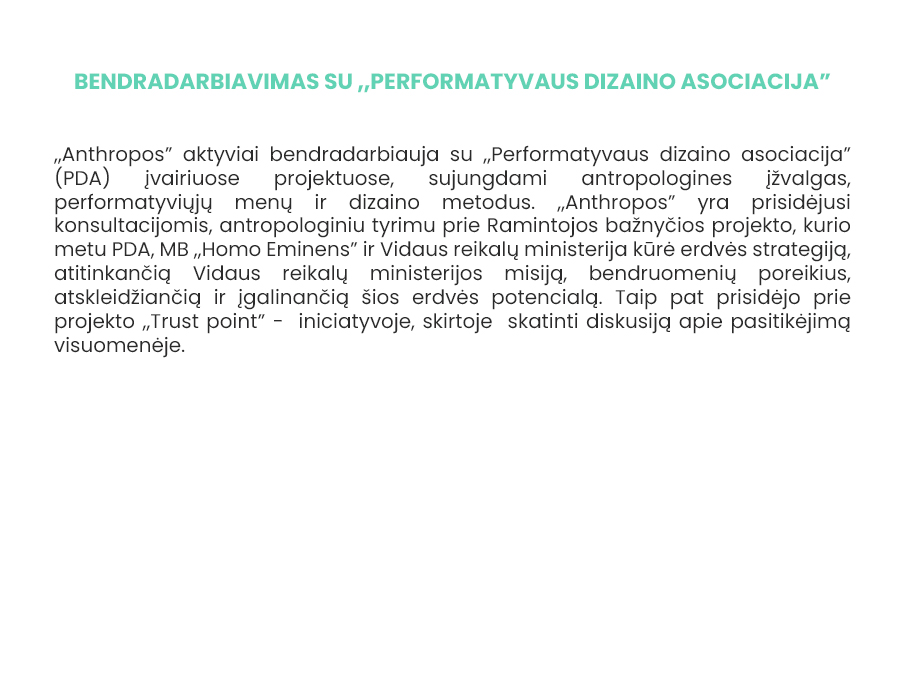 BENDRADARBIAVIMAS SU ,,PERFORMATYVAUS DIZAINO ASOCIACIJA”
,,Anthropos” aktyviai bendradarbiauja su ,,Performatyvaus dizaino asociacija”
(PDA) įvairiuose projektuose, sujungdami antropologines įžvalgas,
performatyviųjų menų ir dizaino metodus. ,,Anthropos” yra prisidėjusi
konsultacijomis, antropologiniu tyrimu prie Ramintojos bažnyčios projekto, kurio
metu PDA, MB ,,Homo Eminens” ir Vidaus reikalų ministerija kūrė erdvės strategiją,
atitinkančią Vidaus reikalų ministerijos misiją, bendruomenių poreikius,
atskleidžiančią ir įgalinančią šios erdvės potencialą. Taip pat prisidėjo prie
projekto ,,Trust point” -  iniciatyvoje, skirtoje  skatinti diskusiją apie pasitikėjimą
visuomenėje.